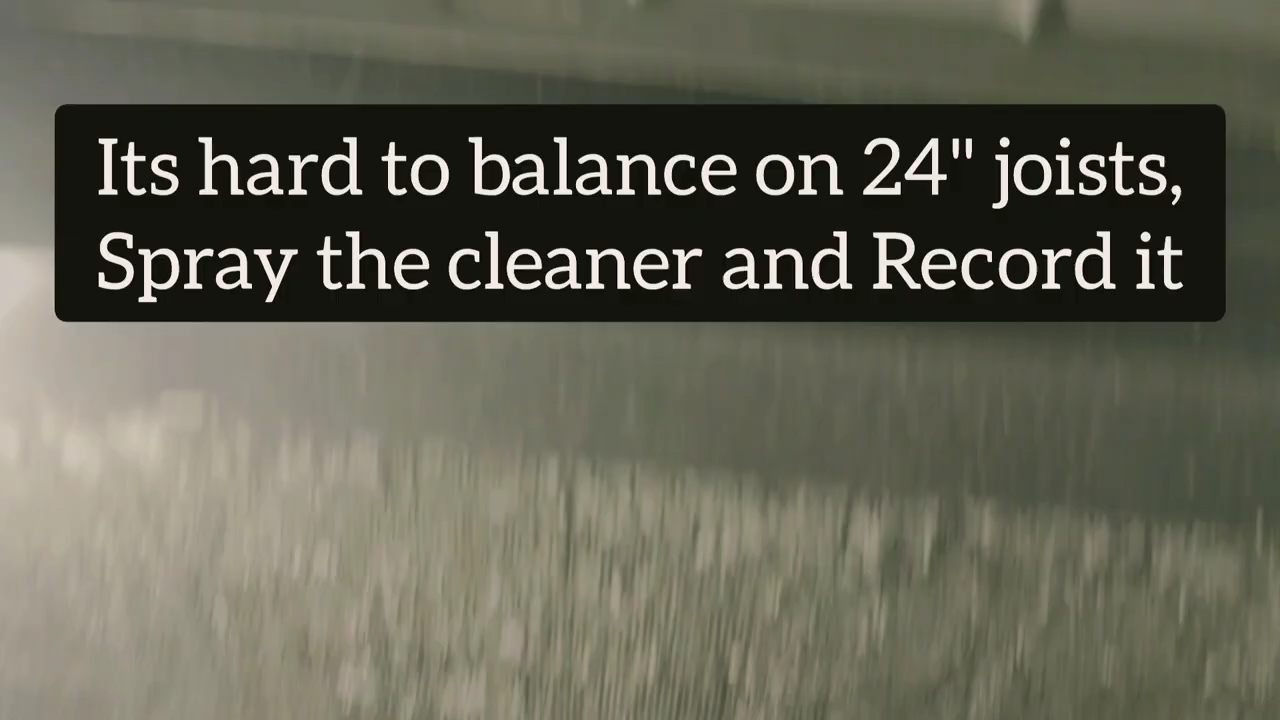 Its hard to balance on 24" joists,
Spray the cleaner and Record it